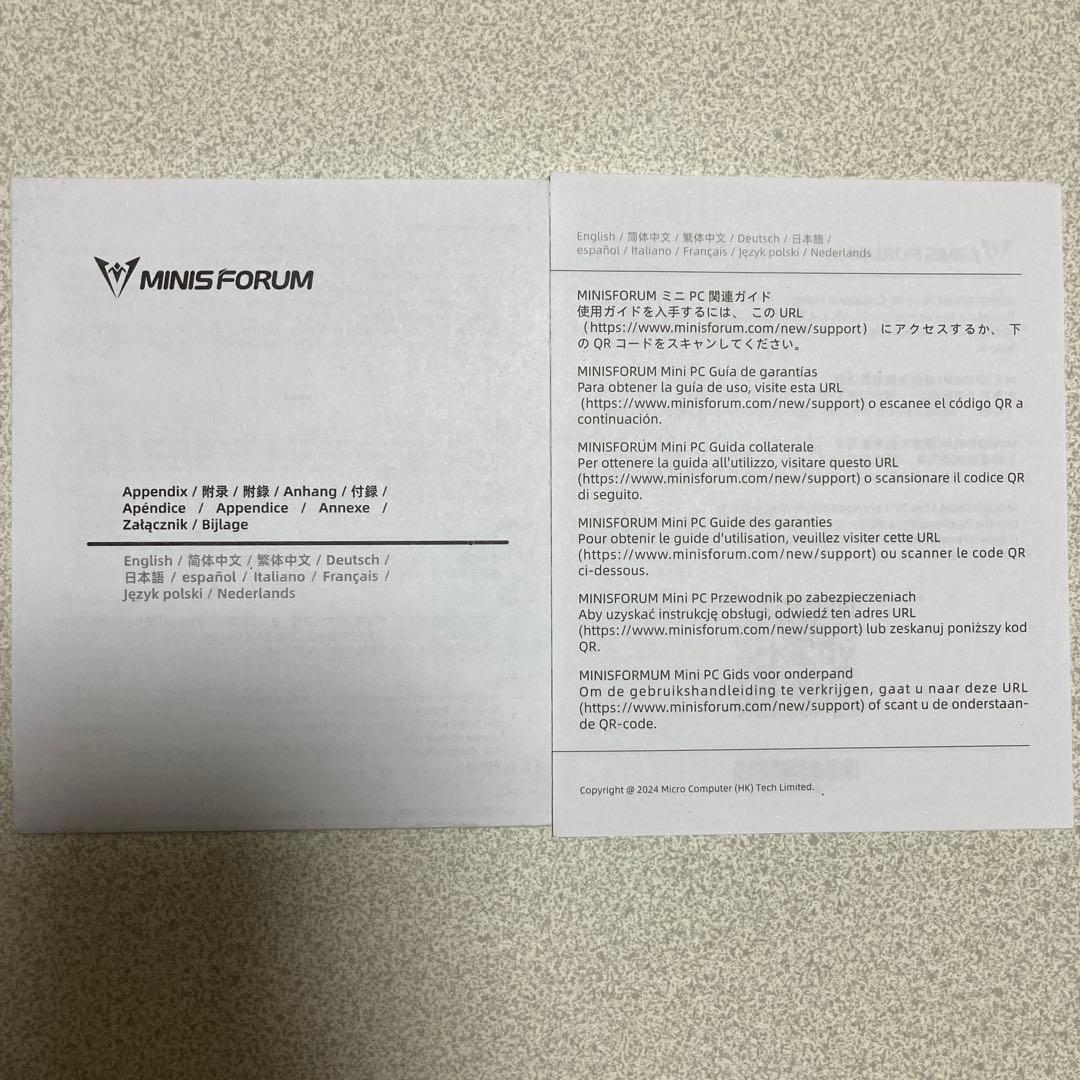 MINISFORUM
Appendix / 附录 / 附錄 / Anhang / 付録 /
Apéndice / Appendice / Annexe /
Załącznik / Bijlage
English / 简体中文 / 繁体中文 / Deutsch /
日本語 / español / Italiano / Français /
Język polski / Nederlands
English / 简体中文 / 繁体中文 / Deutsch / 日本語 /
español / Italiano / Français / Język polski / Nederlands
MINISFORUM ミニ PC 関連ガイド
使用ガイドを入手するには、 この URL
（https://www.minisforum.com/new/support） にアクセスするか、 下
の QR コードをスキャンしてください。
MINISFORUM Mini PC Guía de garantías
Para obtener la guía de uso, visite esta URL
(https://www.minisforum.com/new/support) o escanee el código QR a
continuación.
MINISFORÚM Mini PC Guida collaterale
Per ottenere la guida all'utilizzo, visitare questo URL
(https://www.minisforum.com/new/support) o scansionare il codice QR
di seguito.
MINISFORUM Mini PC Guide des garanties
Pour obtenir le guide d'utilisation, veuillez visiter cette URL
(https://www.minisforum.com/new/support) ou scanner le code QR
ci-dessous.
MINISFORUM Mini PC Przewodnik po zabezpieczeniach
Aby uzyskać instrukcję obsługi, odwiedź ten adres URL
(https://www.minisforum.com/new/support) lub zeskanuj poniższy kod
QR.
MINISFORMUM Mini PC Gids voor onderpand
Om de gebruikshandleiding te verkrijgen, gaat u naar deze URL
(https://www.minisforum.com/new/support) of scant u de onderstaan-
de QR-code.
Copyright @ 2024 Micro Computer (HK) Tech Limited.